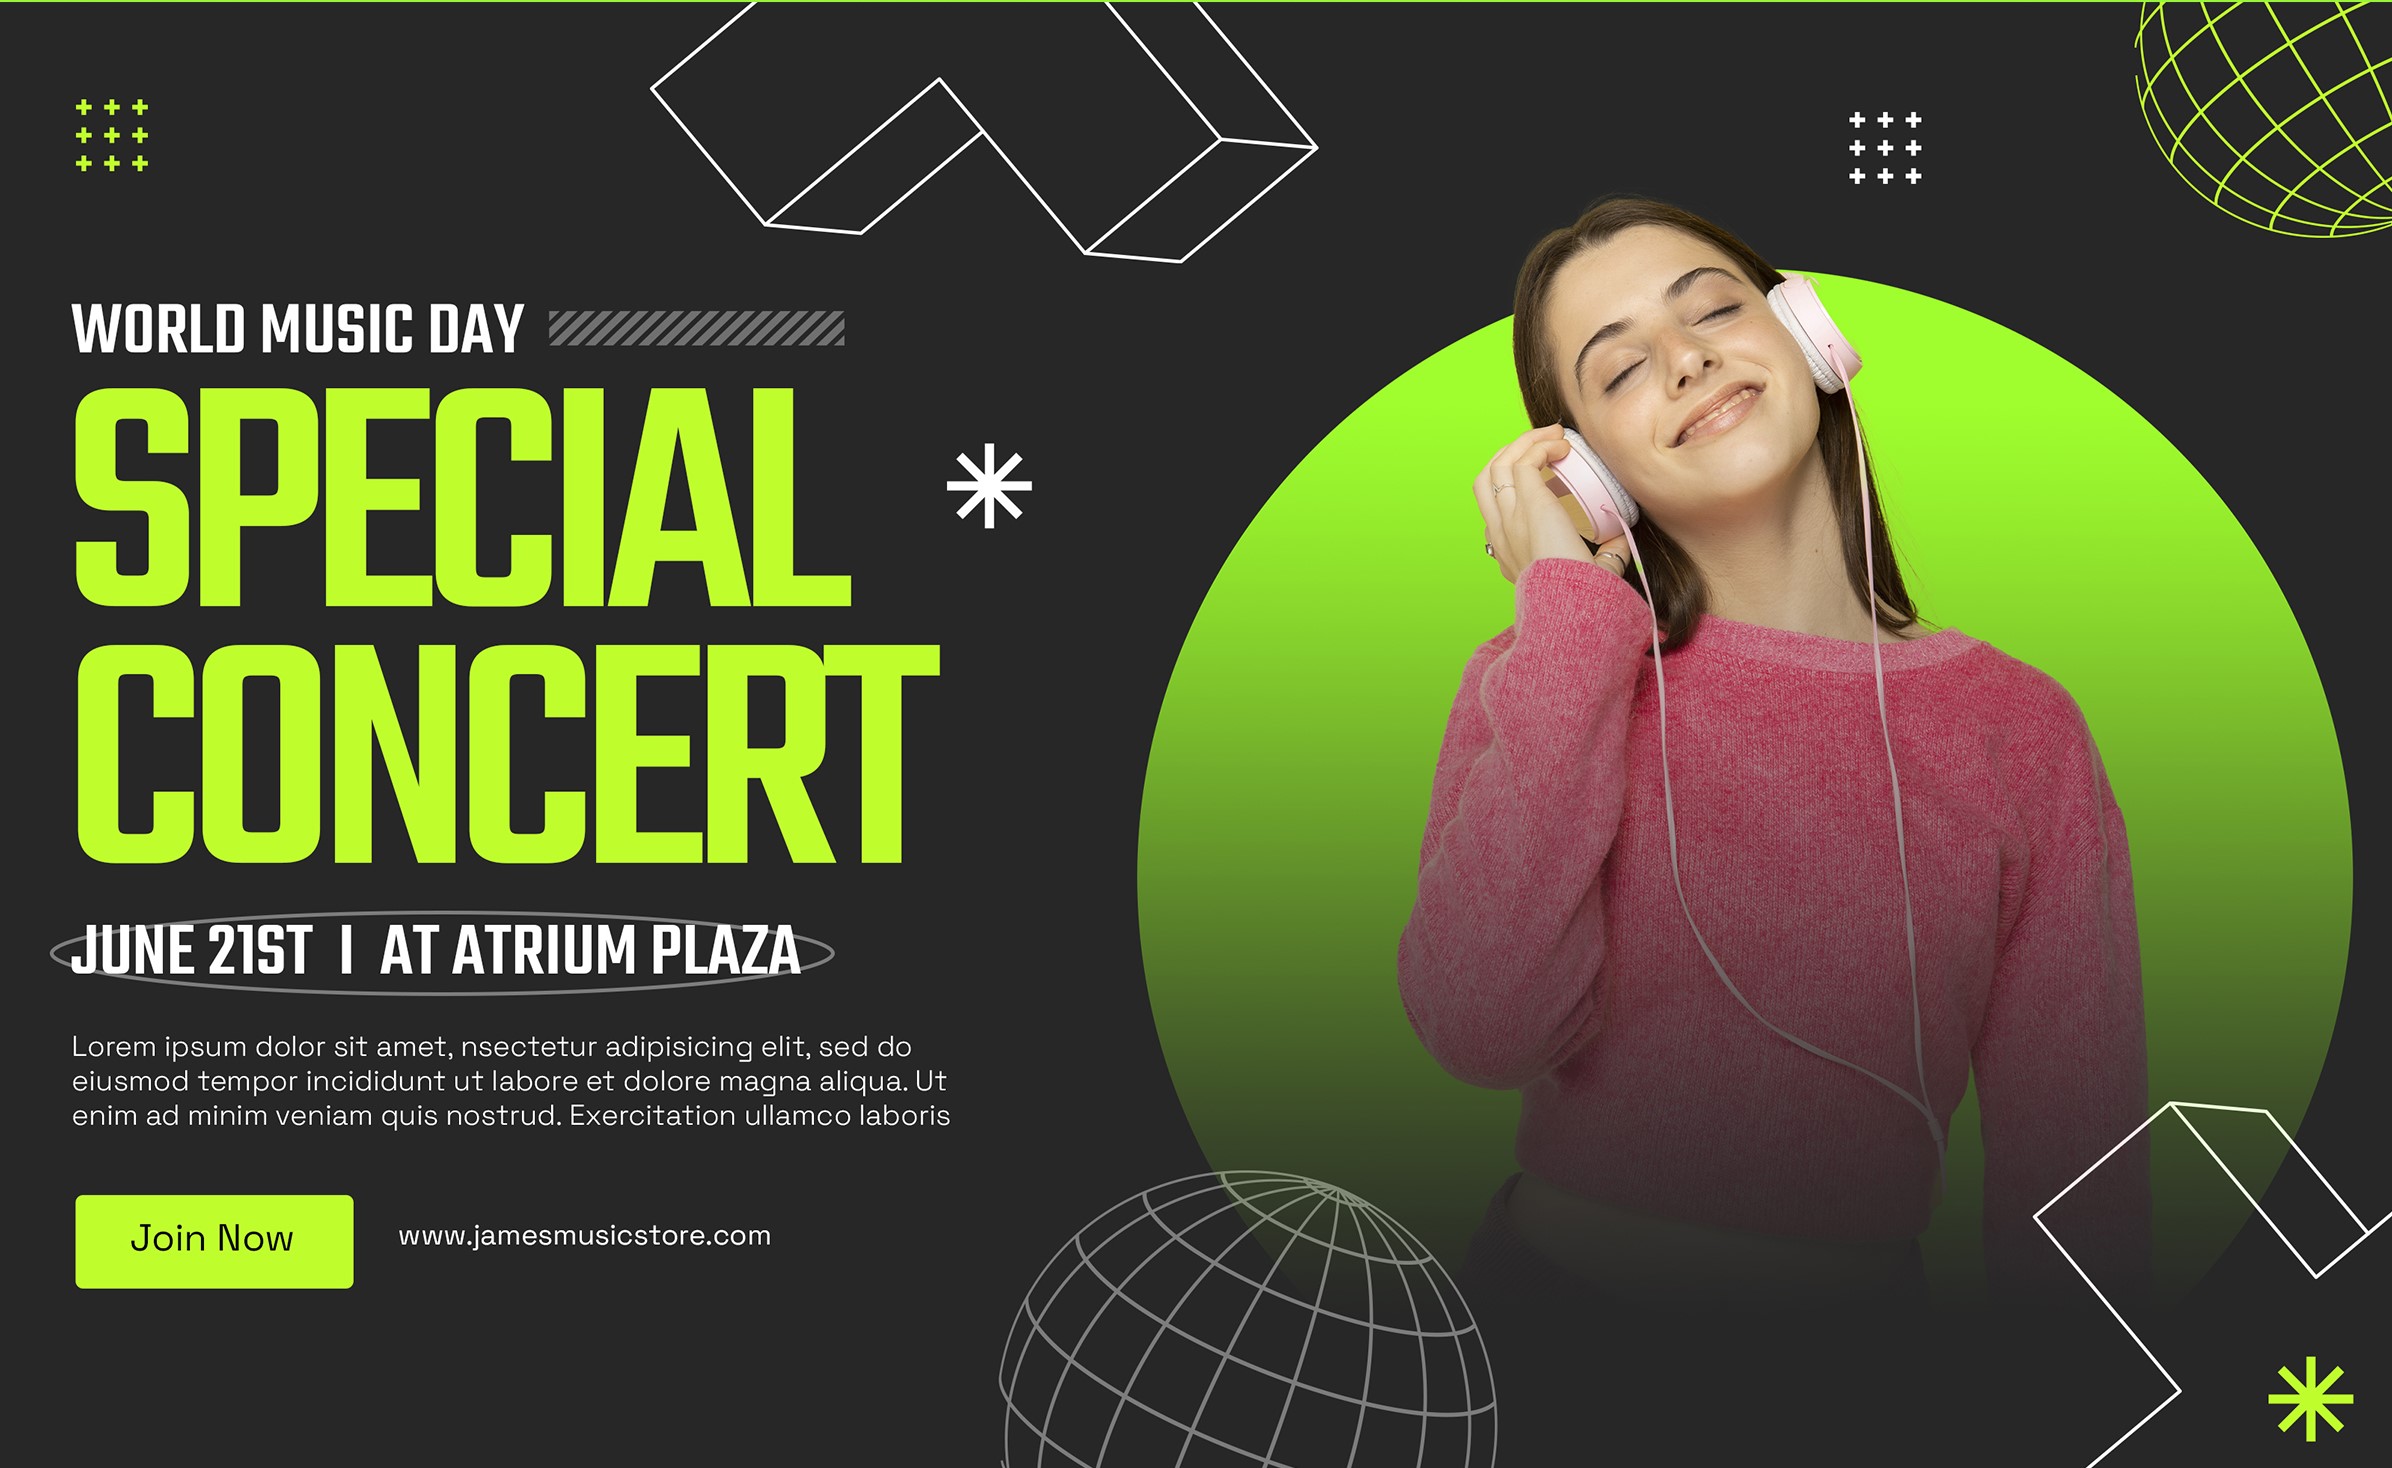 WORLD MUSIC DAY
SPECIAL
CONCERT
JUNE 21ST I AT ATRIUM PLAZA
Lorem ipsum dolor sit amet, nsectetur adipisicing elit, sed do
eiusmod tempor incididunt ut labore et dolore magna aliqua. Ut
enim ad minim veniam quis nostrud. Exercitation ullamco laboris
Join Now
www.jamesmusicstore.com